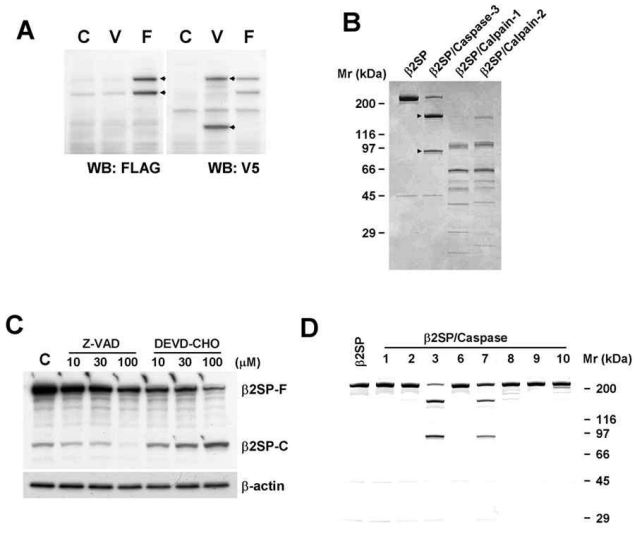 A
C V F C V F
WB: FLAG WB: V5
B
β2SP
β2SP/Caspase-3
β2SP/Calpain-1
β2SP/Calpain-2
Mr (kDa)
200
116
97
66
45
29
C
Z-VAD DEVD-CHO
C 10 30 100 10 30 100 (μM)
β2SP-F
β2SP-C
β-actin
D
β2SP
β2SP/Caspase
1 2 3 6 7 8 9 10 Mr (kDa)
200
116
97
66
45
29